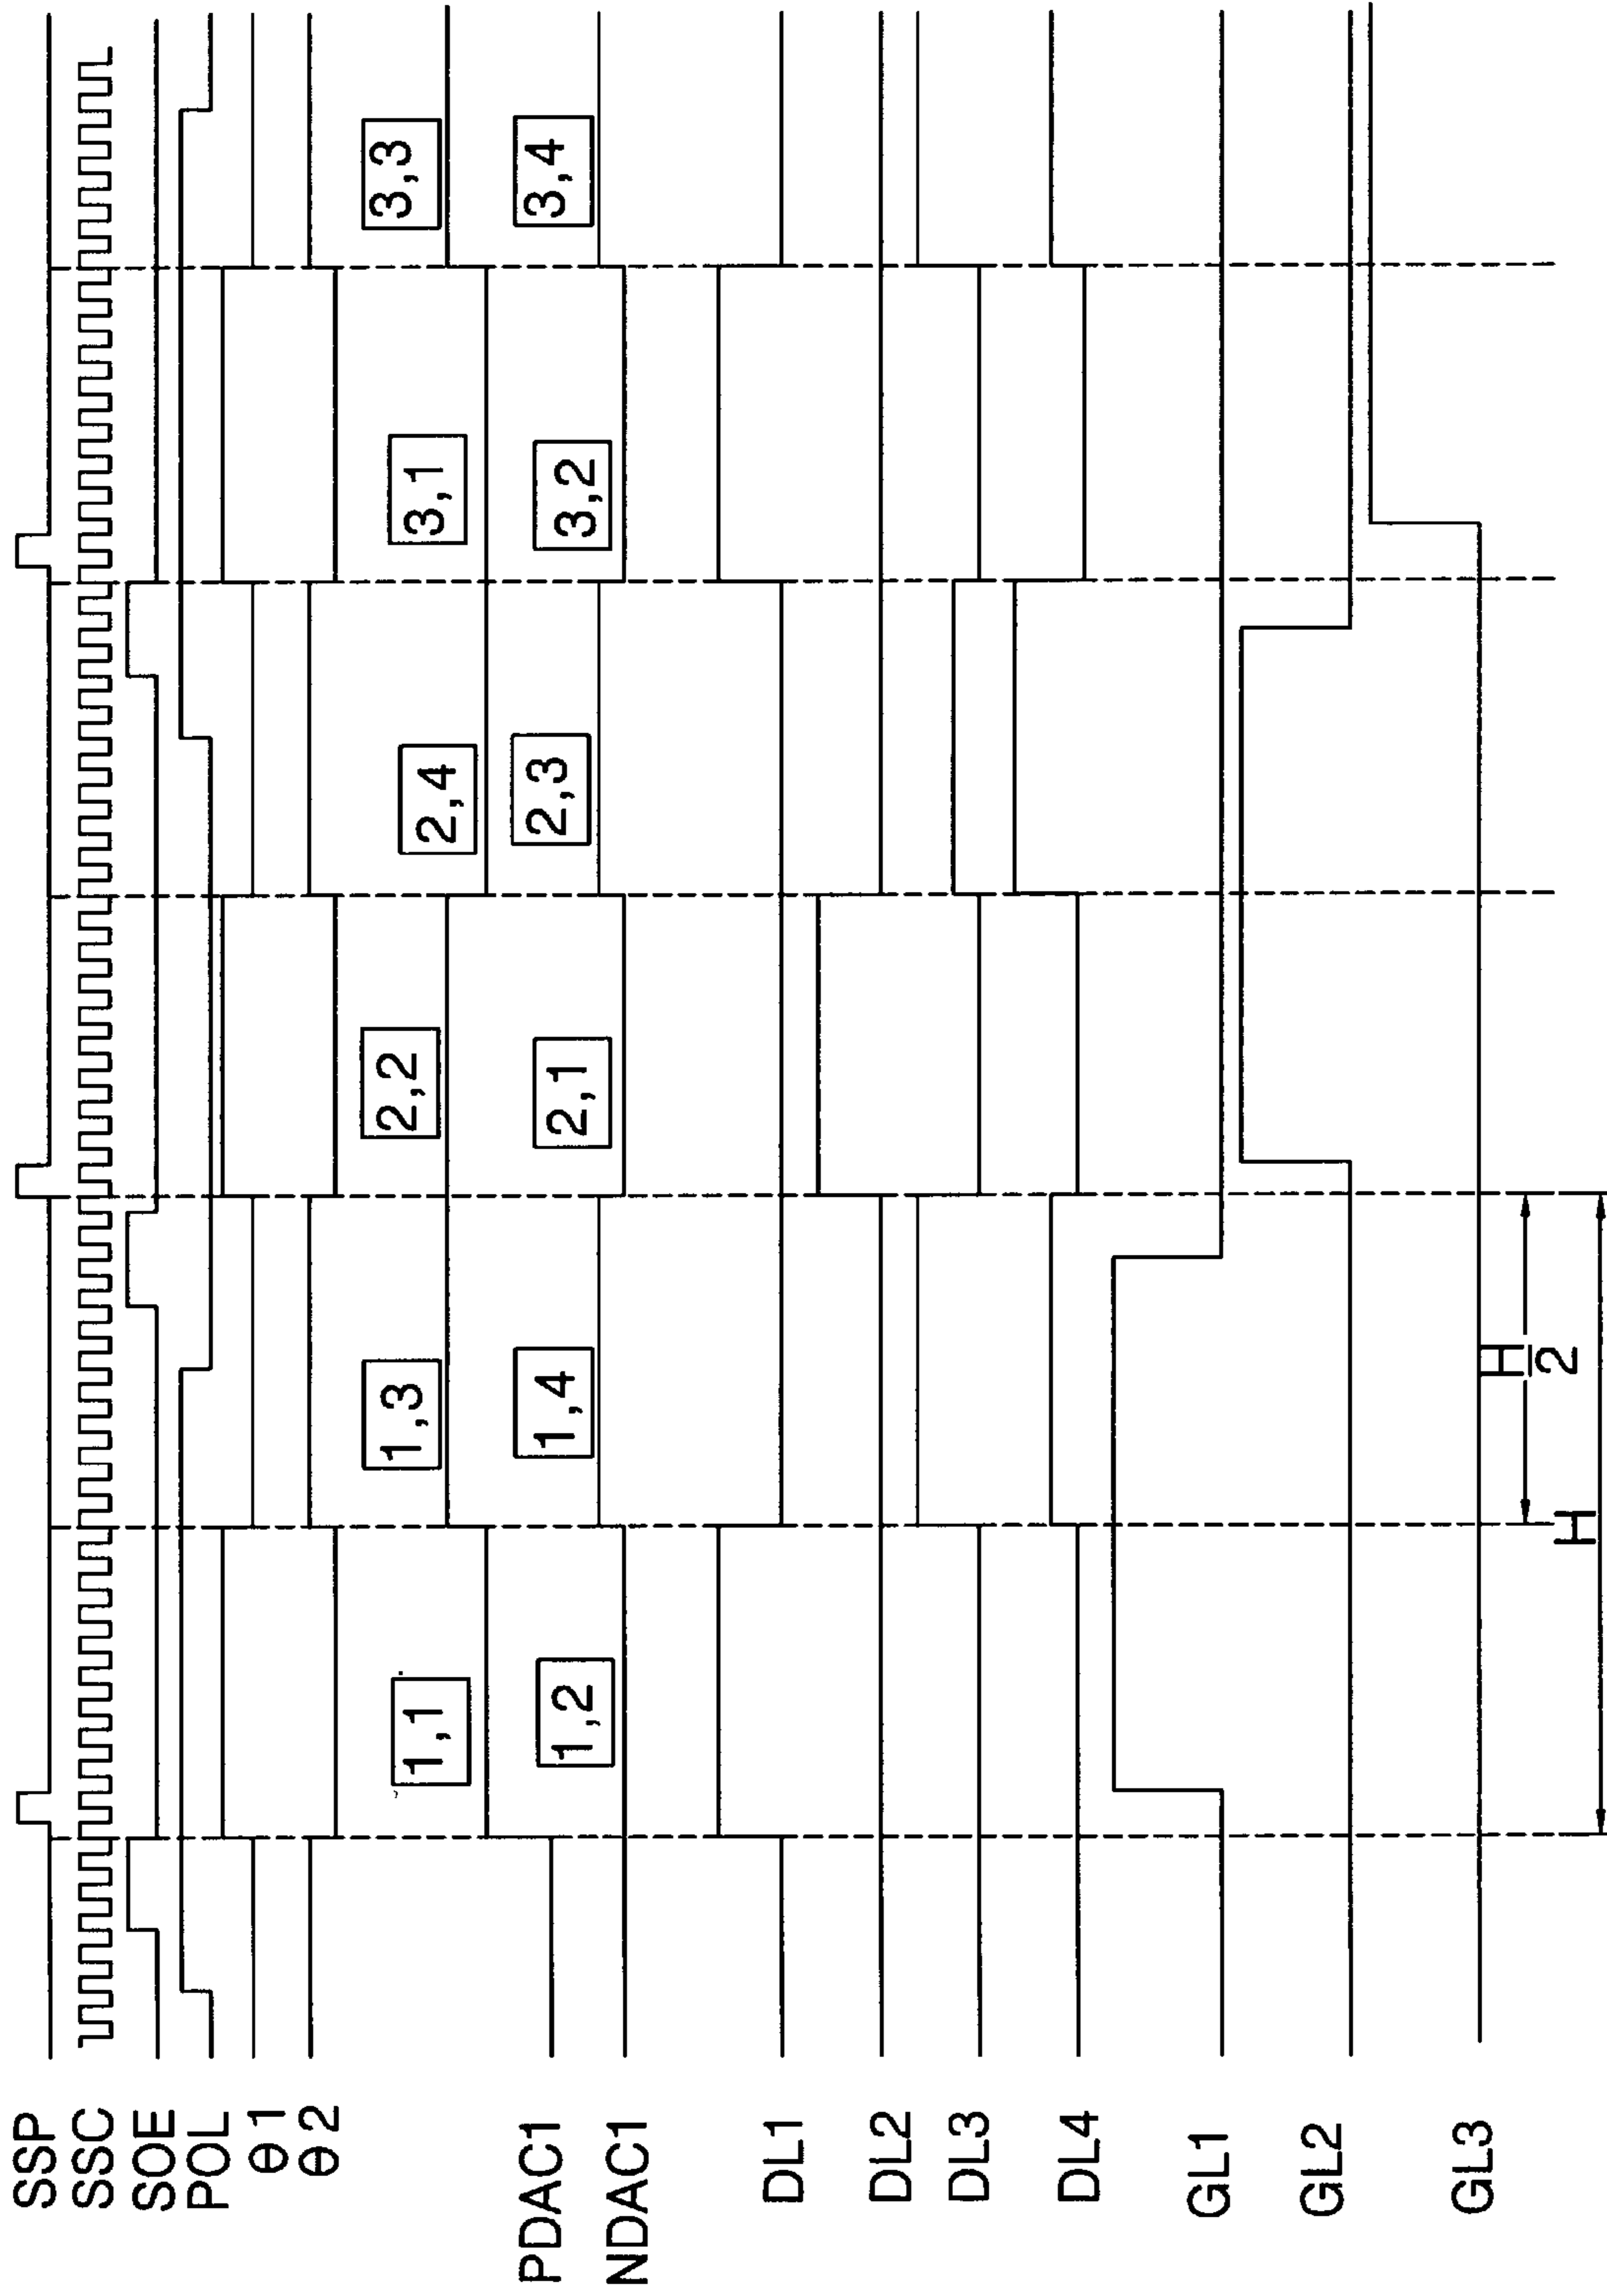 SSP
SSC
SOE
POL
θ1
θ2
PDAC1
1,1
1,3
2,2
2,4
3,1
3,3
NDAC1
1,2
1,4
2,1
2,3
3,2
3,4
DL1
DL2
DL3
DL4
GL1
GL2
GL3
H
2
H